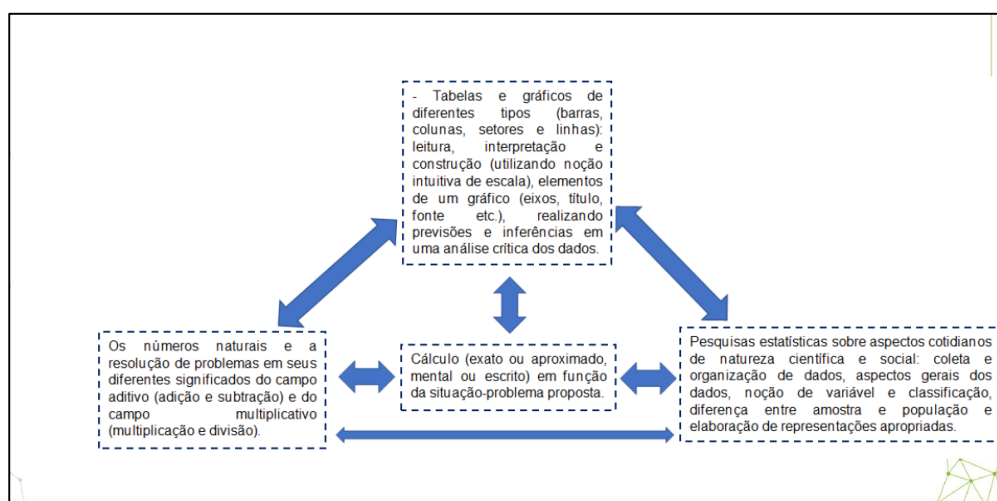 - Tabelas e gráficos de
diferentes tipos (barras,
colunas, setores e linhas):
leitura, interpretação e
construção (utilizando noção
intuitiva de escala), elementos
de um gráfico (eixos, título,
fonte etc.), realizando
previsões e inferências em
uma análise crítica dos dados.
Os números naturais e a
resolução de problemas em seus
diferentes significados do campo
aditivo (adição e subtração) e do
campo multiplicativo
(multiplicação e divisão).
Cálculo (exato ou aproximado,
mental ou escrito) em função
da situação-problema proposta.
Pesquisas estatísticas sobre aspectos cotidianos
de natureza científica e social: coleta e
organização de dados, aspectos gerais dos
dados, noção de variável e classificação,
diferença entre amostra e população e
elaboração de representações apropriadas.